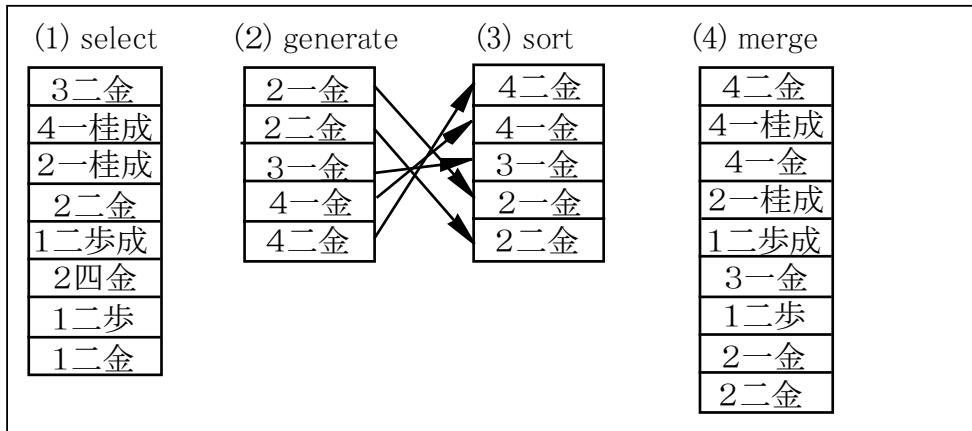 (1) select
3二金
4一桂成
2一桂成
2二金
1二歩成
2四金
1二歩
1二金
(2) generate
2一金
2二金
3一金
4一金
4二金
(3) sort
4二金
4一金
3一金
2一金
2二金
(4) merge
4二金
4一桂成
4一金
2一桂成
1二歩成
3一金
1二歩
2一金
2二金